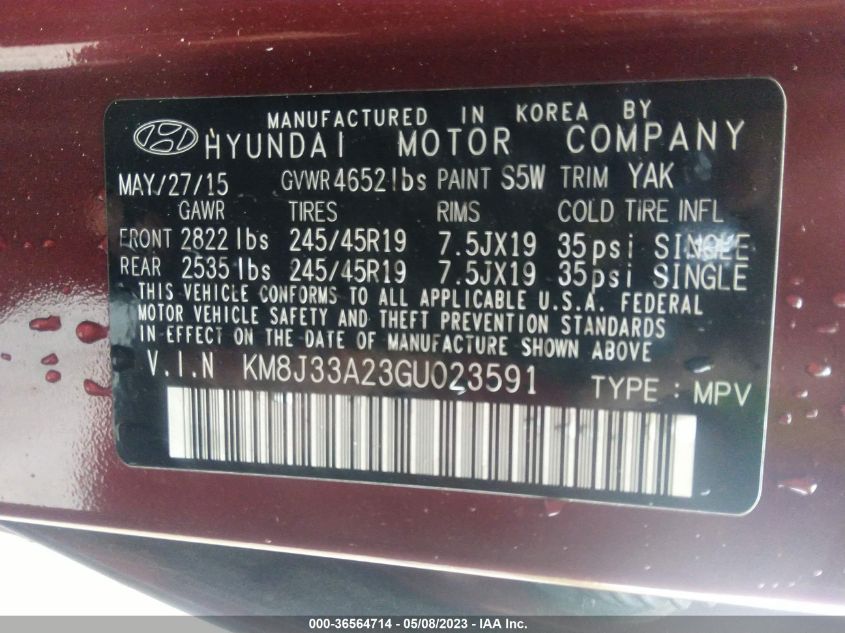 MANUFACTURED IN KOREA BY
HYUNDAI MOTOR COMPANY
MAY/27/15 GVWR 4652 lbs PAINT S5W TRIM YAK
GAWR TIRES RIMS COLD TIRE INFL
FRONT 2822 lbs 245/45R19 7.5JX19 35psi SINGLE
REAR 2535 lbs 245/45R19 7.5JX19 35psi SINGLE
THIS VEHICLE CONFORMS TO ALL APPLICABLE U.S.A. FEDERAL
MOTOR VEHICLE SAFETY AND THEFT PREVENTION STANDARDS
IN EFFECT ON THE DATE OF MANUFACTURE SHOWN ABOVE
V.I.N KM8J33A23GU023591 TYPE : MPV
000-36564714 - 05/08/2023 - IAA Inc.